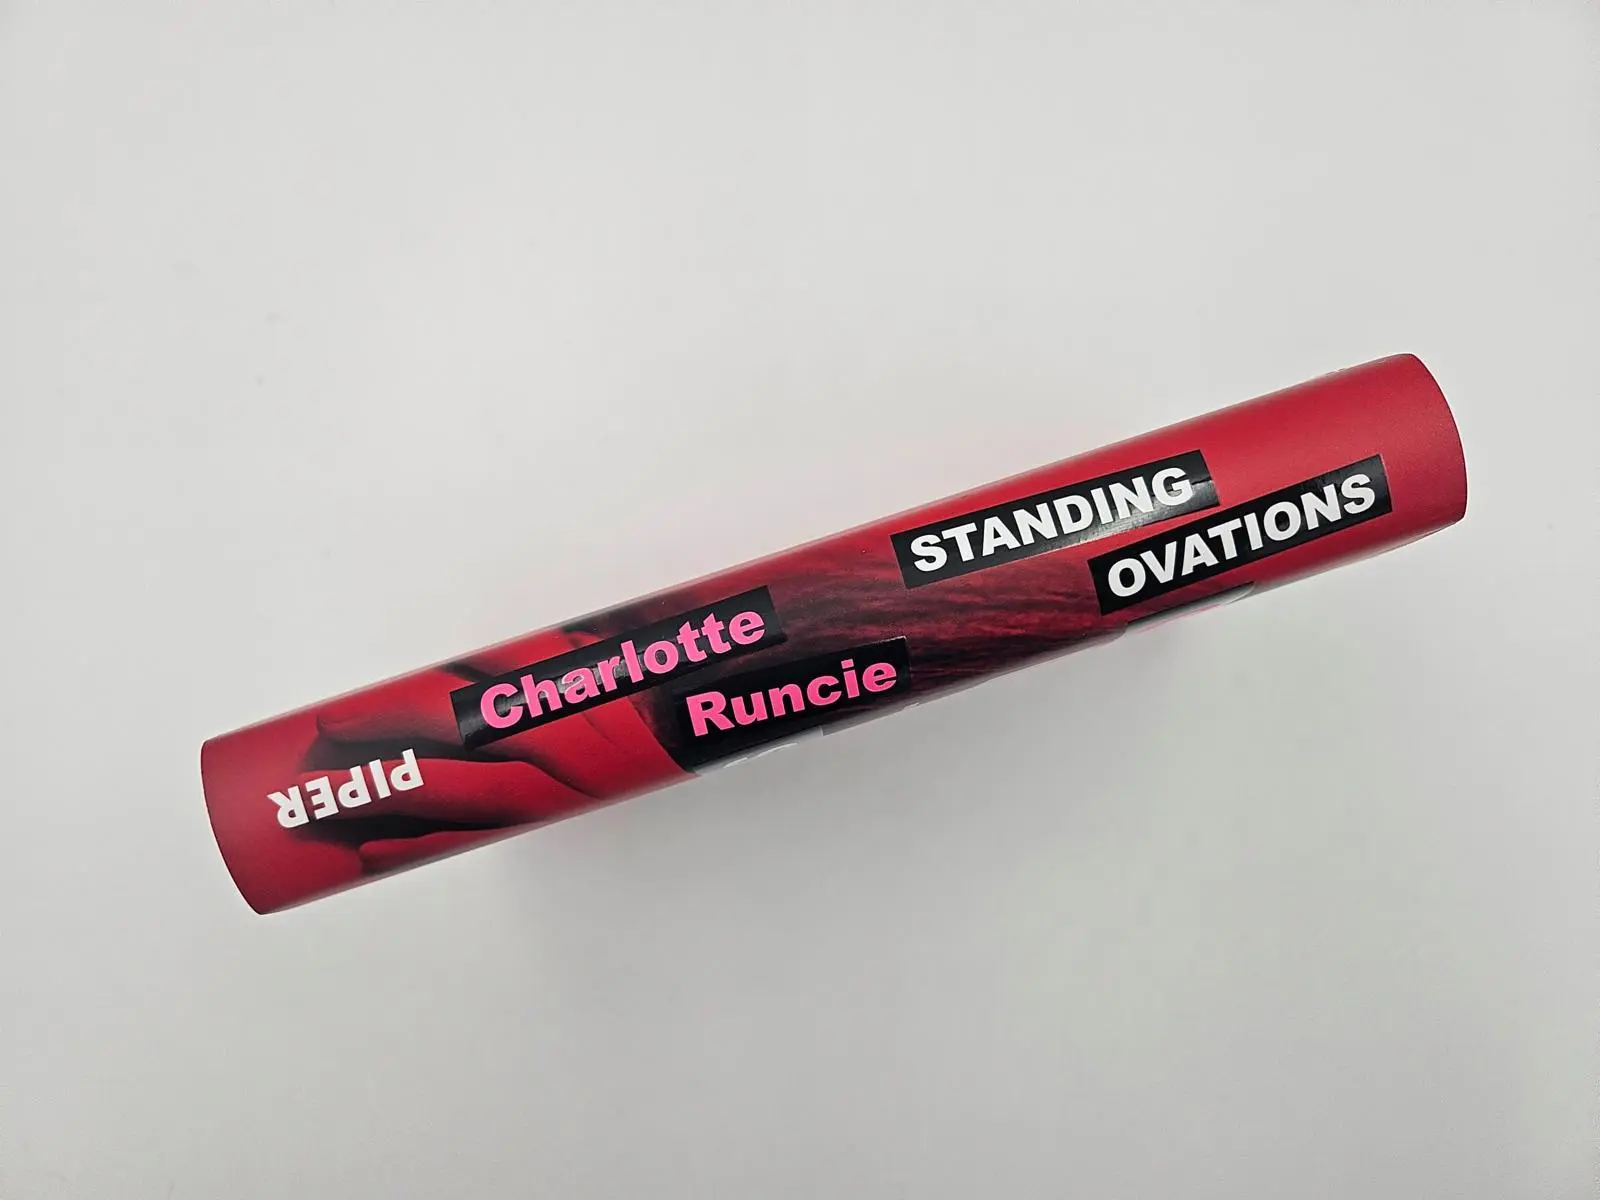 Charlotte
Runcie
STANDING
OVATIONS
PIPER